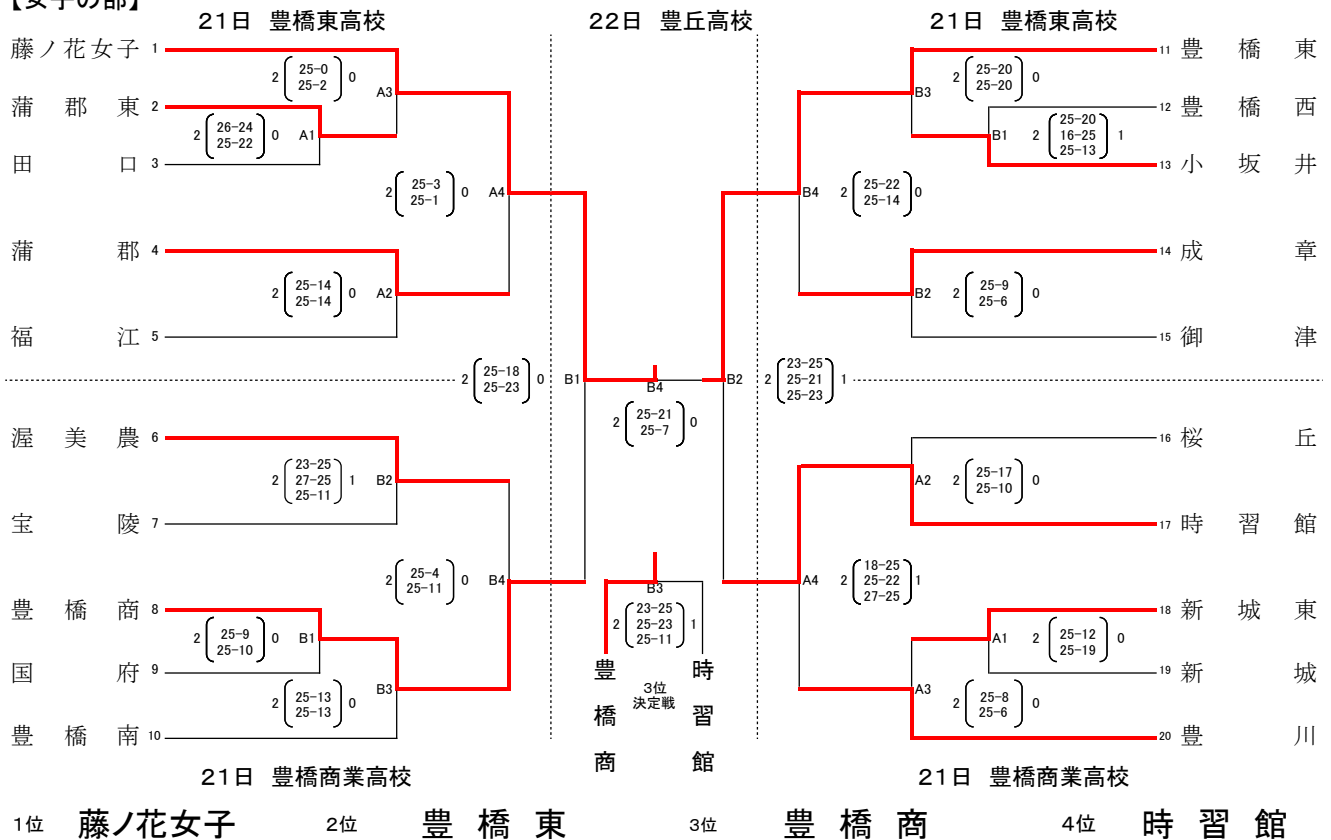 【女子の部】
21日 豊橋東高校
22日 豊丘高校
21日 豊橋東高校
藤ノ花女子 1
2 25-0 25-2 0
A3
蒲郡東 2
2 26-24 25-22 0
A1
田口 3
2 25-3 25-1 0
A4
蒲郡 4
2 25-14 25-14 0
A2
福江 5
2 25-18 25-23 0
B1
渥美農 6
2 23-25 27-25 25-11 1
B2
宝陵 7
2 25-4 25-11 0
B4
豊橋商 8
2 25-9 25-10 0
B1
国府 9
2 25-13 25-13 0
B3
豊橋南 10
B4
2 25-21 25-7 0
B3
2 23-25 25-23 25-11 1
豊橋商
3位
決定戦
時習館
11 豊橋東
B3
2 25-20 25-20 0
12 豊橋西
B1
2 25-20 16-25 25-13 1
13 小坂井
B4
2 25-22 25-14 0
14 成章
B2
2 25-9 25-6 0
15 御津
B2
2 23-25 25-21 25-23 1
16 桜丘
A2
2 25-17 25-10 0
17 時習館
A4
2 18-25 25-22 27-25 1
18 新城東
A1
2 25-12 25-19 0
19 新城
A3
2 25-8 25-6 0
20 豊川
21日 豊橋商業高校
21日 豊橋商業高校
1位 藤ノ花女子 2位 豊橋東 3位 豊橋商 4位 時習館